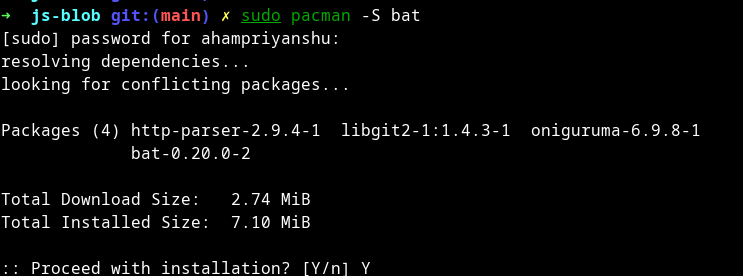 ➜  js-blob git:(main) ✗ sudo pacman -S bat
[sudo] password for ahampriyanshu:
resolving dependencies...
looking for conflicting packages...
Packages (4) http-parser-2.9.4-1  libgit2-1:1.4.3-1  oniguruma-6.9.8-1
bat-0.20.0-2
Total Download Size:   2.74 MiB
Total Installed Size:  7.10 MiB
:: Proceed with installation? [Y/n] Y